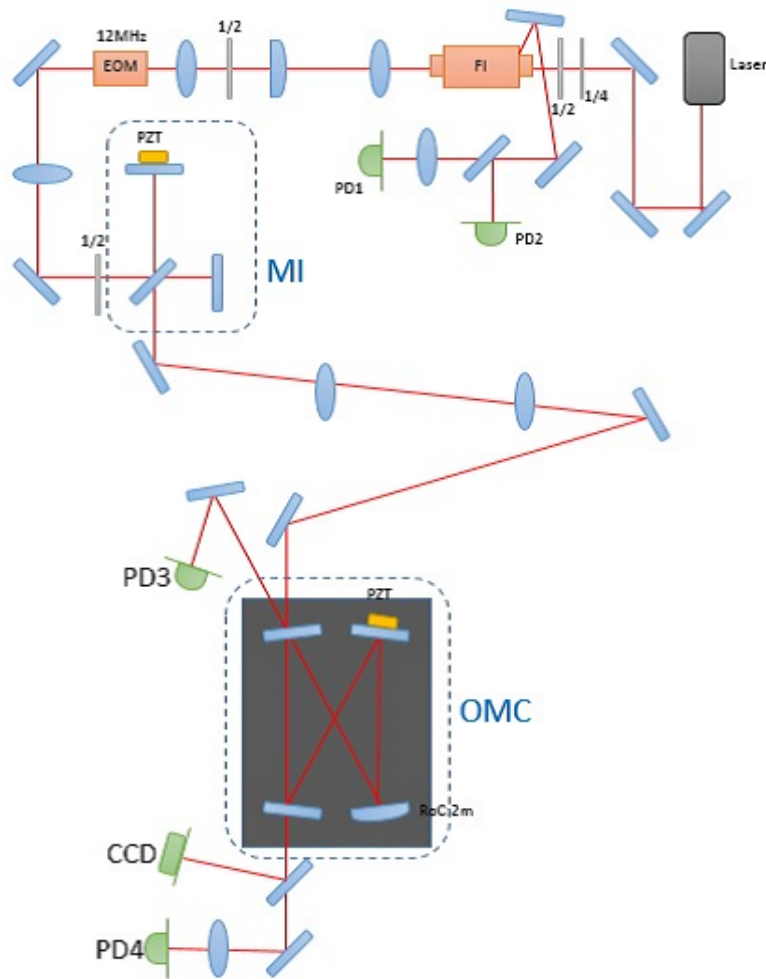 1/2
12MHz
EOM
FI
Laser
1/2
1/4
PZT
PD1
PD2
1/2
MI
PD3
PZT
OMC
RoC 2m
CCD
PD4